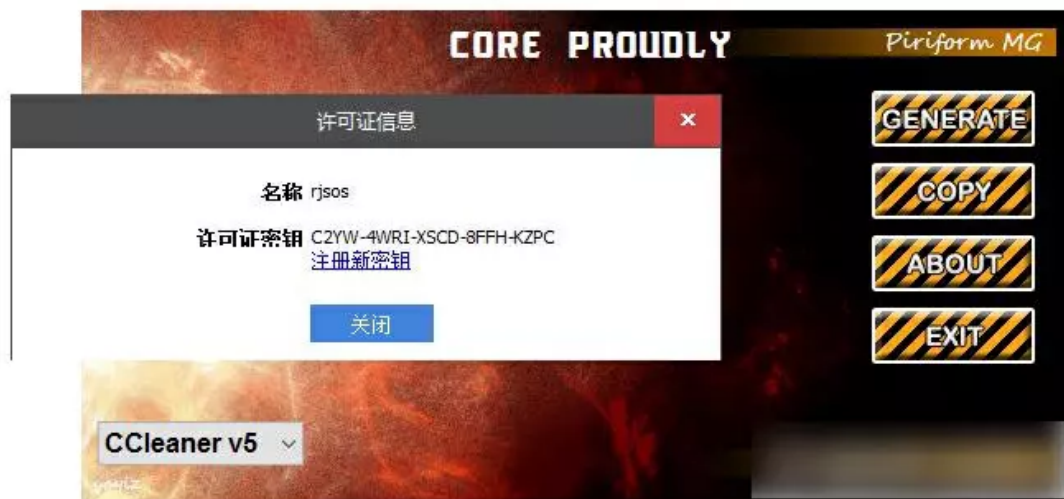 CORE PROUDLY
Piriform MG
许可证信息
GENERATE
名称 rjsos
COPY
许可证密钥 C2YW-4WRI-XSCD-8FFH-KZPC
注册新密钥
ABOUT
关闭
EXIT
CCleaner v5